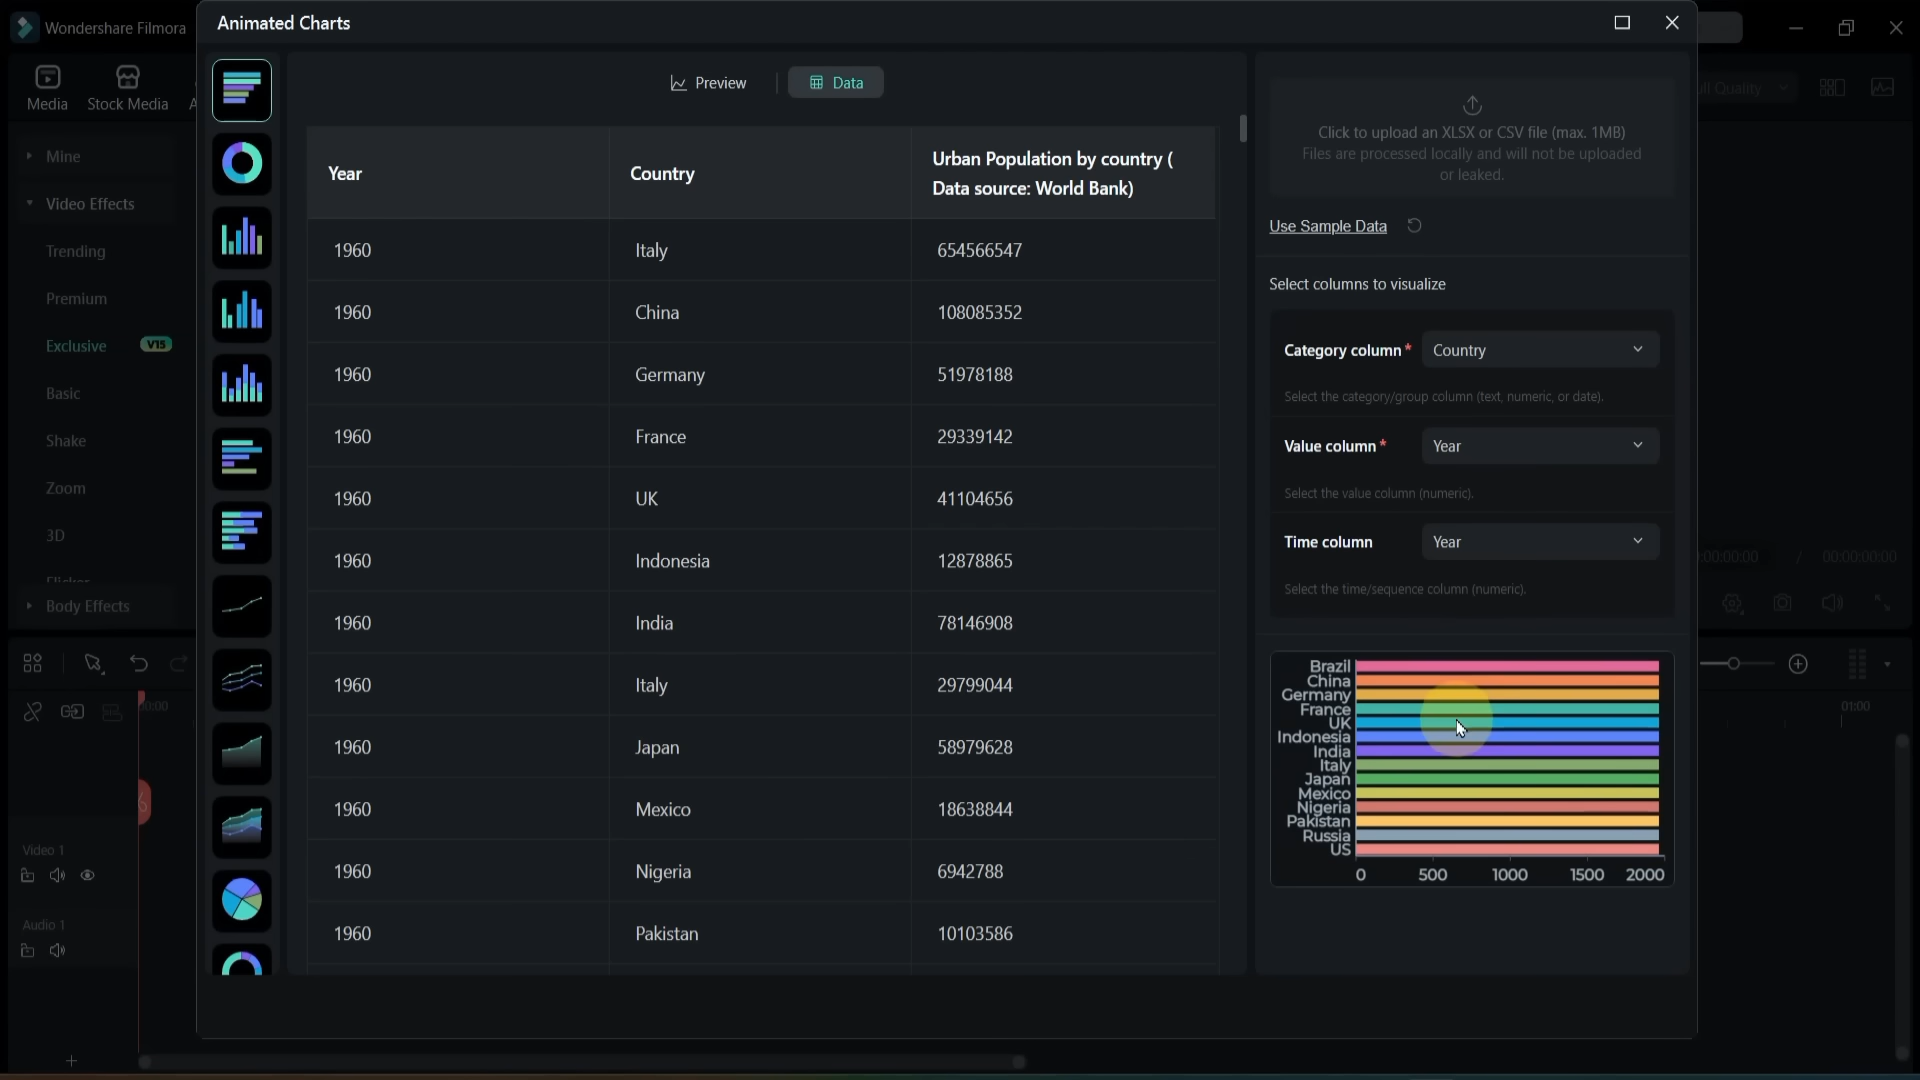 Wondershare Filmora
Animated Charts
Media
Stock Media
Mine
Video Effects
Trending
Premium
Exclusive
V15
Basic
Shake
Zoom
3D
Body Effects
Preview
Data
Year
Country
Urban Population by country (
Data source: World Bank)
1960 Italy 654566547
1960 China 108085352
1960 Germany 51978188
1960 France 29339142
1960 UK 41104656
1960 Indonesia 12878865
1960 India 78146908
1960 Italy 29799044
1960 Japan 58979628
1960 Mexico 18638844
1960 Nigeria 6942788
1960 Pakistan 10103586
Click to upload an XLSX or CSV file (max. 1MB)
Files are processed locally and will not be uploaded
or leaked.
Use Sample Data
Select columns to visualize
Category column* Country
Select the category/group column (text, numeric, or date).
Value column* Year
Select the value column (numeric).
Time column Year
Select the time/sequence column (numeric).
Brazil
China
Germany
France
UK
Indonesia
India
Italy
Japan
Mexico
Nigeria
Pakistan
Russia
US
0 500 1000 1500 2000
Quality
/ 00:00:00:00
01:00
Video 1
Audio 1